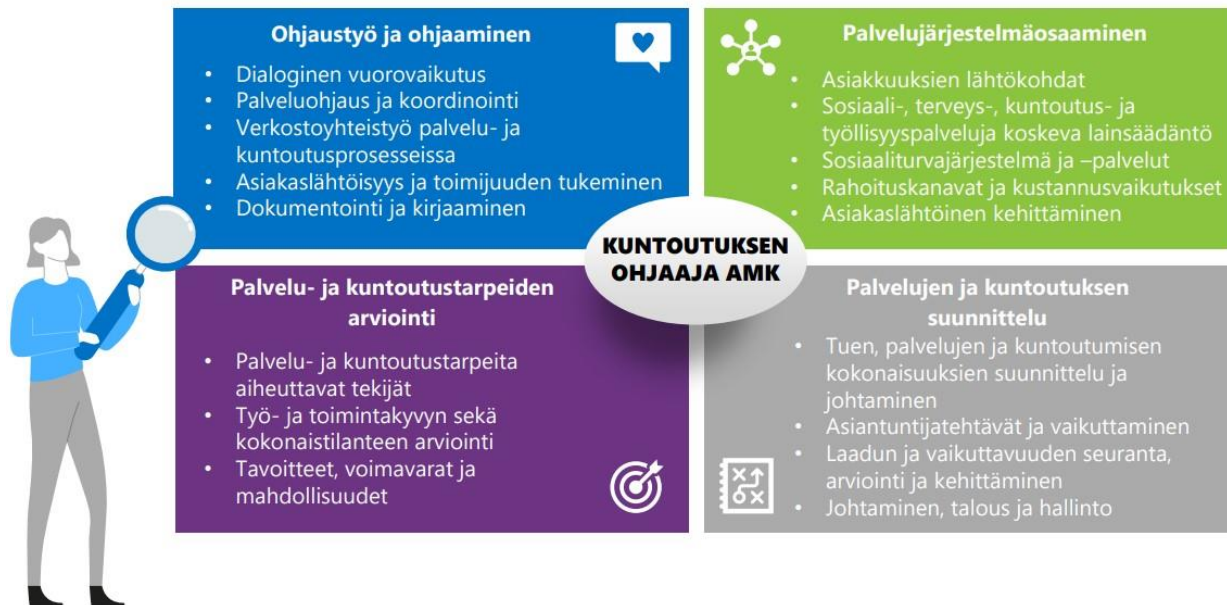 Ohjaustyö ja ohjaaminen
• Dialoginen vuorovaikutus
• Palveluohjaus ja koordinointi
• Verkostoyhteistyö palvelu- ja
kuntoutusprosesseissa
• Asiakaslähtöisyys ja toimijuuden tukeminen
• Dokumentointi ja kirjaaminen
Palvelujärjestelmäosaaminen
• Asiakkuuksien lähtökohdat
• Sosiaali-, terveys-, kuntoutus- ja
työllisyyspalveluja koskeva lainsäädäntö
• Sosiaaliturvajärjestelmä ja –palvelut
• Rahoituskanavat ja kustannusvaikutukset
• Asiakaslähtöinen kehittäminen
KUNTOUTUKSEN
OHJAAJA AMK
Palvelu- ja kuntoutustarpeiden
arviointi
• Palvelu- ja kuntoutustarpeita
aiheuttavat tekijät
• Työ- ja toimintakyvyn sekä
kokonaistilanteen arviointi
• Tavoitteet, voimavarat ja
mahdollisuudet
Palvelujen ja kuntoutuksen
suunnittelu
• Tuen, palvelujen ja kuntoutumisen
kokonaisuuksien suunnittelu ja
johtaminen
• Asiantuntijatehtävät ja vaikuttaminen
• Laadun ja vaikuttavuuden seuranta,
arviointi ja kehittäminen
• Johtaminen, talous ja hallinto